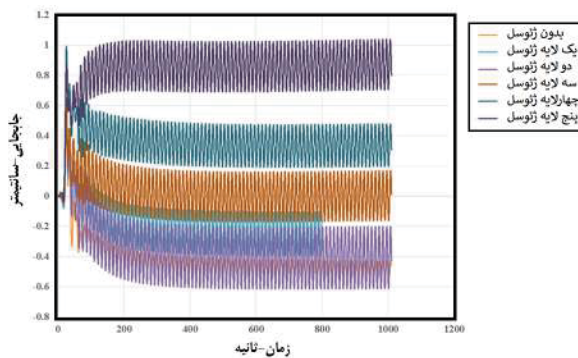 1.2
1
0.8
0.6
0.4
0.2
0
-0.2
-0.4
-0.6
-0.8
0
200
400
600
800
1000
1200
جابجایی-سانتیمتر
زمان-ثانیه
بدون ژئوسل
یک لایه ژئوسل
دو لایه ژئوسل
سه لایه ژئوسل
چهارلایه ژئوسل
پنج لایه ژئوسل